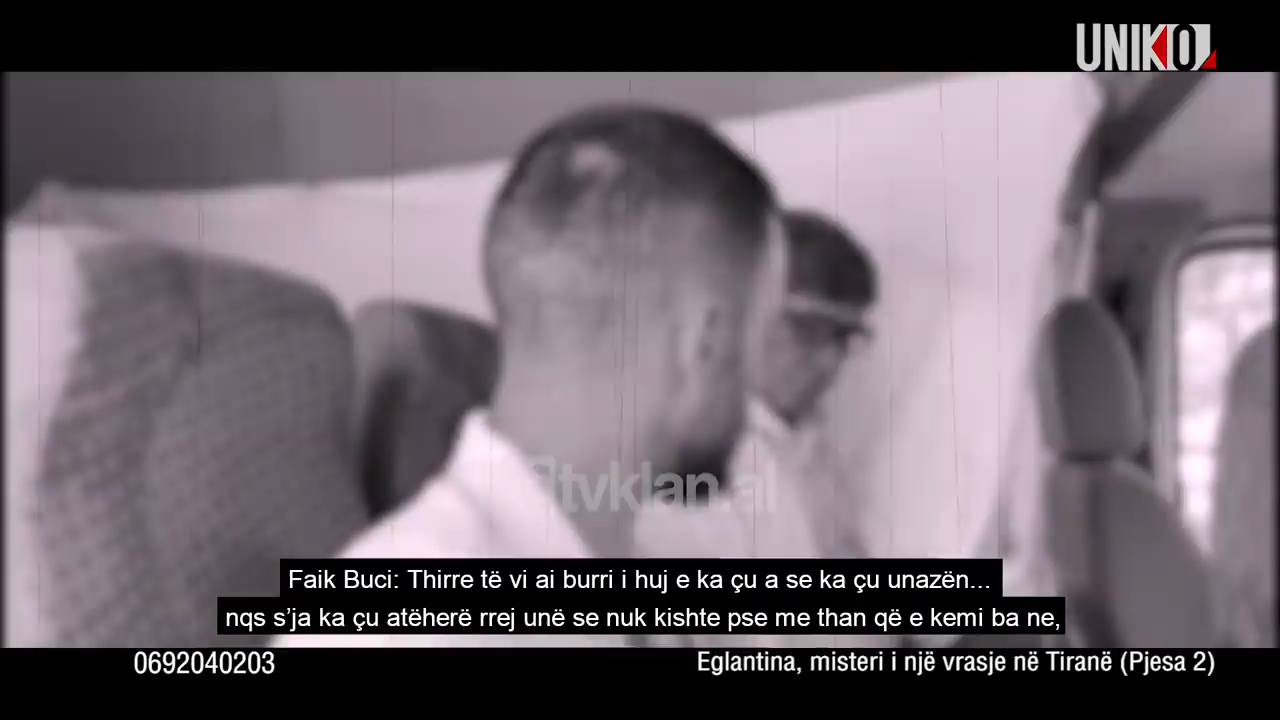 UNIKO
tvklan.al
Faik Buci: Thirre të vi ai burri i huj e ka çu a se ka çu unazën...
nqs s’ja ka çu atëherë rrej unë se nuk kishte pse me than që e kemi ba ne,
0692040203
Eglantina, misteri i një vrasje në Tiranë (Pjesa 2)